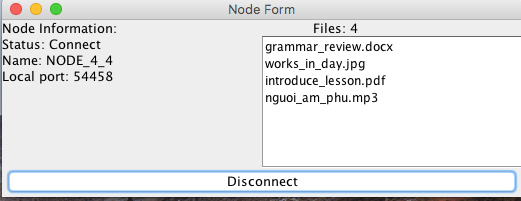 Node Form
Node Information:
Status: Connect
Name: NODE_4_4
Local port: 54458
Files: 4
grammar_review.docx
works_in_day.jpg
introduce_lesson.pdf
nguoi_am_phu.mp3
Disconnect